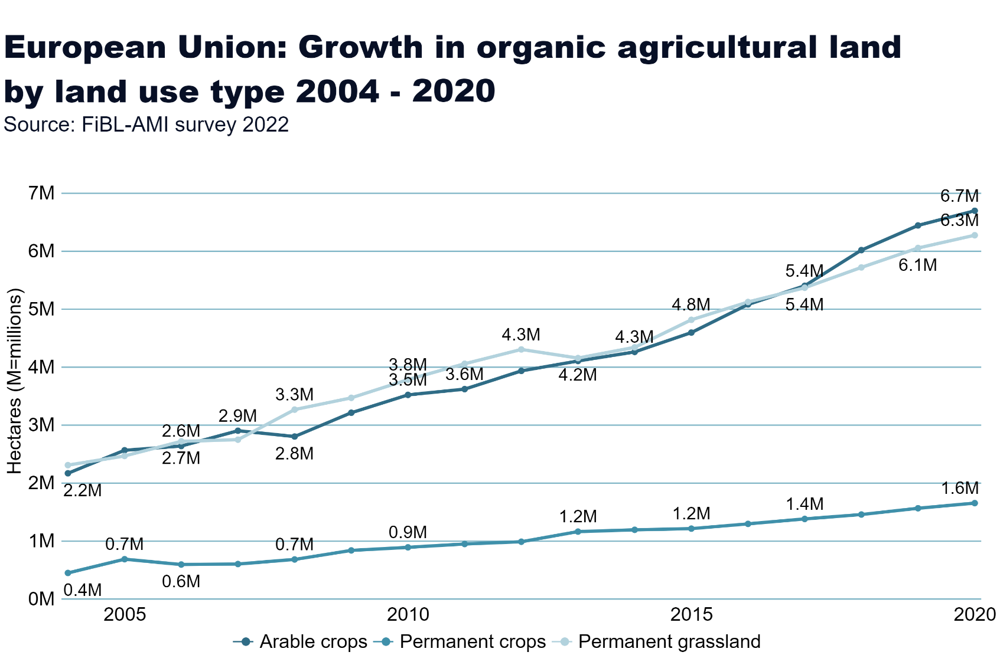 European Union: Growth in organic agricultural land
by land use type 2004 - 2020
Source: FiBL-AMI survey 2022
7M
6.7M
6.3M
6M
6.1M
5.4M
5M
4.8M
5.4M
4.3M
4.3M
4M
3.8M
3.5M
3.6M
4.2M
3.3M
3M
2.9M
2.6M
2.7M
2.8M
2M
2.2M
1.6M
1.4M
1.2M
1.2M
0.9M
1M
0.7M
0.7M
0.6M
0.4M
0M
Hectares (M=millions)
2005 2010 2015 2020
Arable crops Permanent crops Permanent grassland